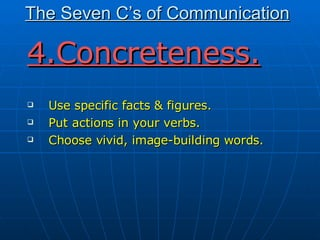 The Seven C's of Communication
4.Concreteness.
Use specific facts & figures.
Put actions in your verbs.
Choose vivid, image-building words.